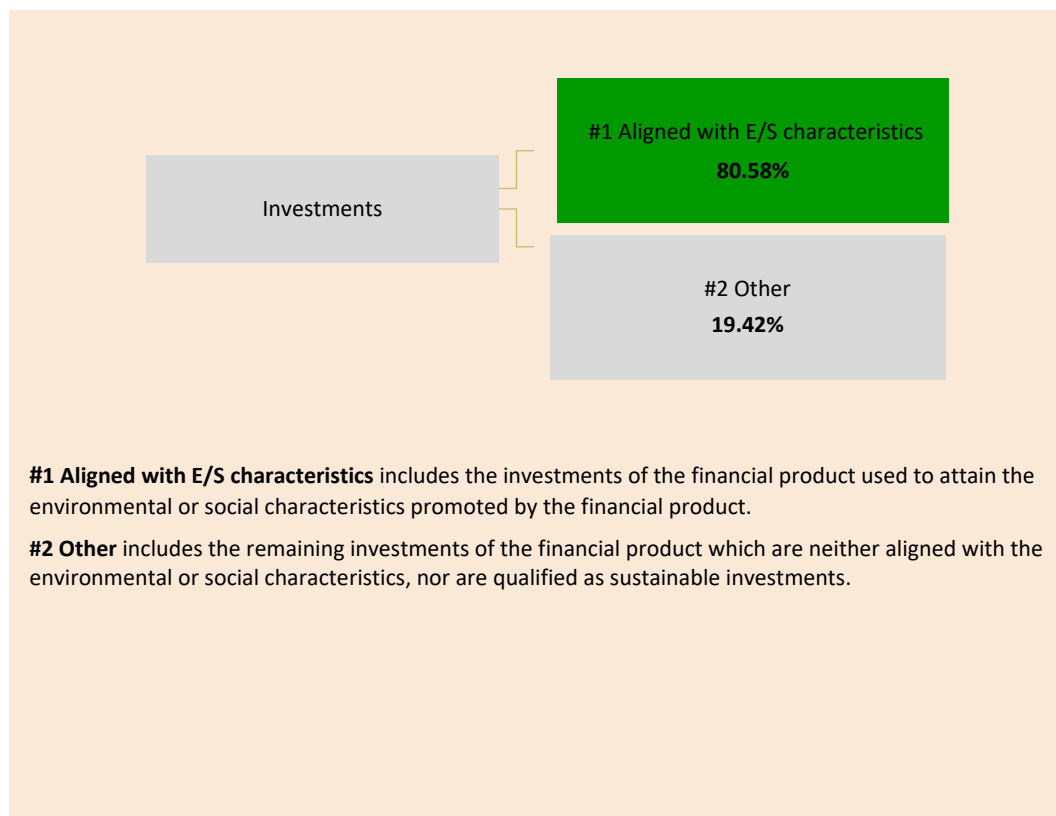 #1 Aligned with E/S characteristics
80.58%
Investments
#2 Other
19.42%
#1 Aligned with E/S characteristics includes the investments of the financial product used to attain the
environmental or social characteristics promoted by the financial product.
#2 Other includes the remaining investments of the financial product which are neither aligned with the
environmental or social characteristics, nor are qualified as sustainable investments.